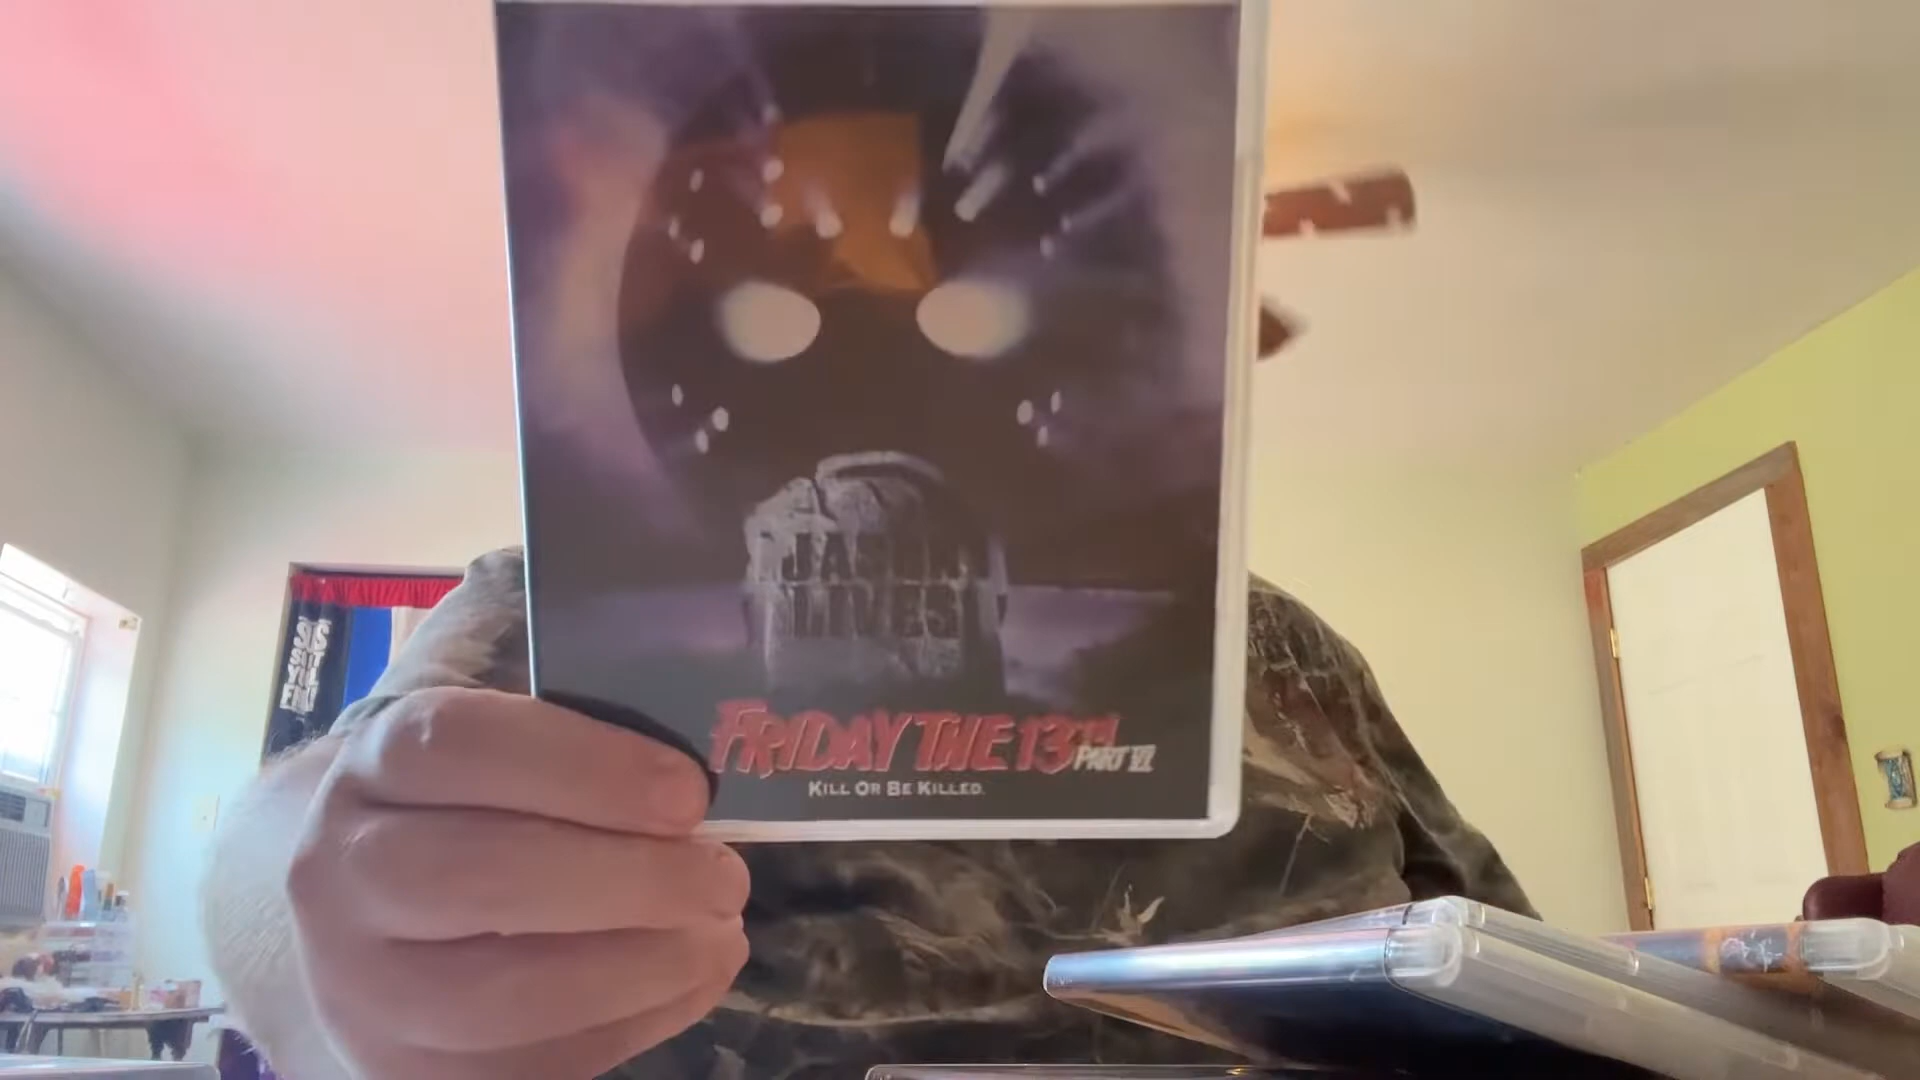 JASON
LIVES
FRIDAY THE 13TH
PART VI
KILL OR BE KILLED.